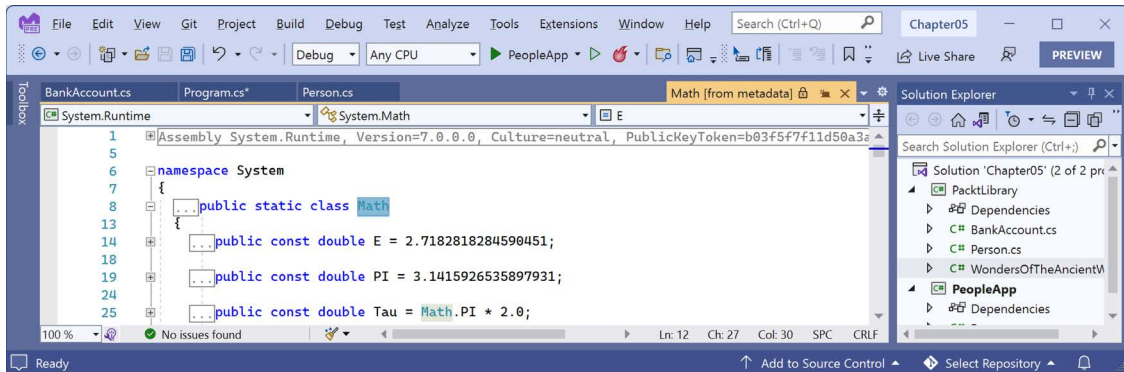 PRE File Edit View Git Project Build Debug Test Analyze Tools Extensions Window Help Search (Ctrl+Q) Chapter05
Debug Any CPU PeopleApp Live Share PREVIEW
Toolbox
BankAccount.cs Program.cs* Person.cs Math [from metadata]
C# System.Runtime System.Math E
1 Assembly System.Runtime, Version=7.0.0.0, Culture=neutral, PublicKeyToken=b03f5f7f11d50a3a
5
6 namespace System
7 {
8 ...public static class Math
13 {
14 ...public const double E = 2.7182818284590451;
18
19 ...public const double PI = 3.1415926535897931;
24
25 ...public const double Tau = Math.PI * 2.0;
100 % No issues found Ln: 12 Ch: 27 Col: 30 SPC CRLF
Solution Explorer
Search Solution Explorer (Ctrl+;)
Solution 'Chapter05' (2 of 2 pro
C# PacktLibrary
Dependencies
C# BankAccount.cs
C# Person.cs
C# WondersOfTheAncientW
C# PeopleApp
Dependencies
Ready Add to Source Control Select Repository